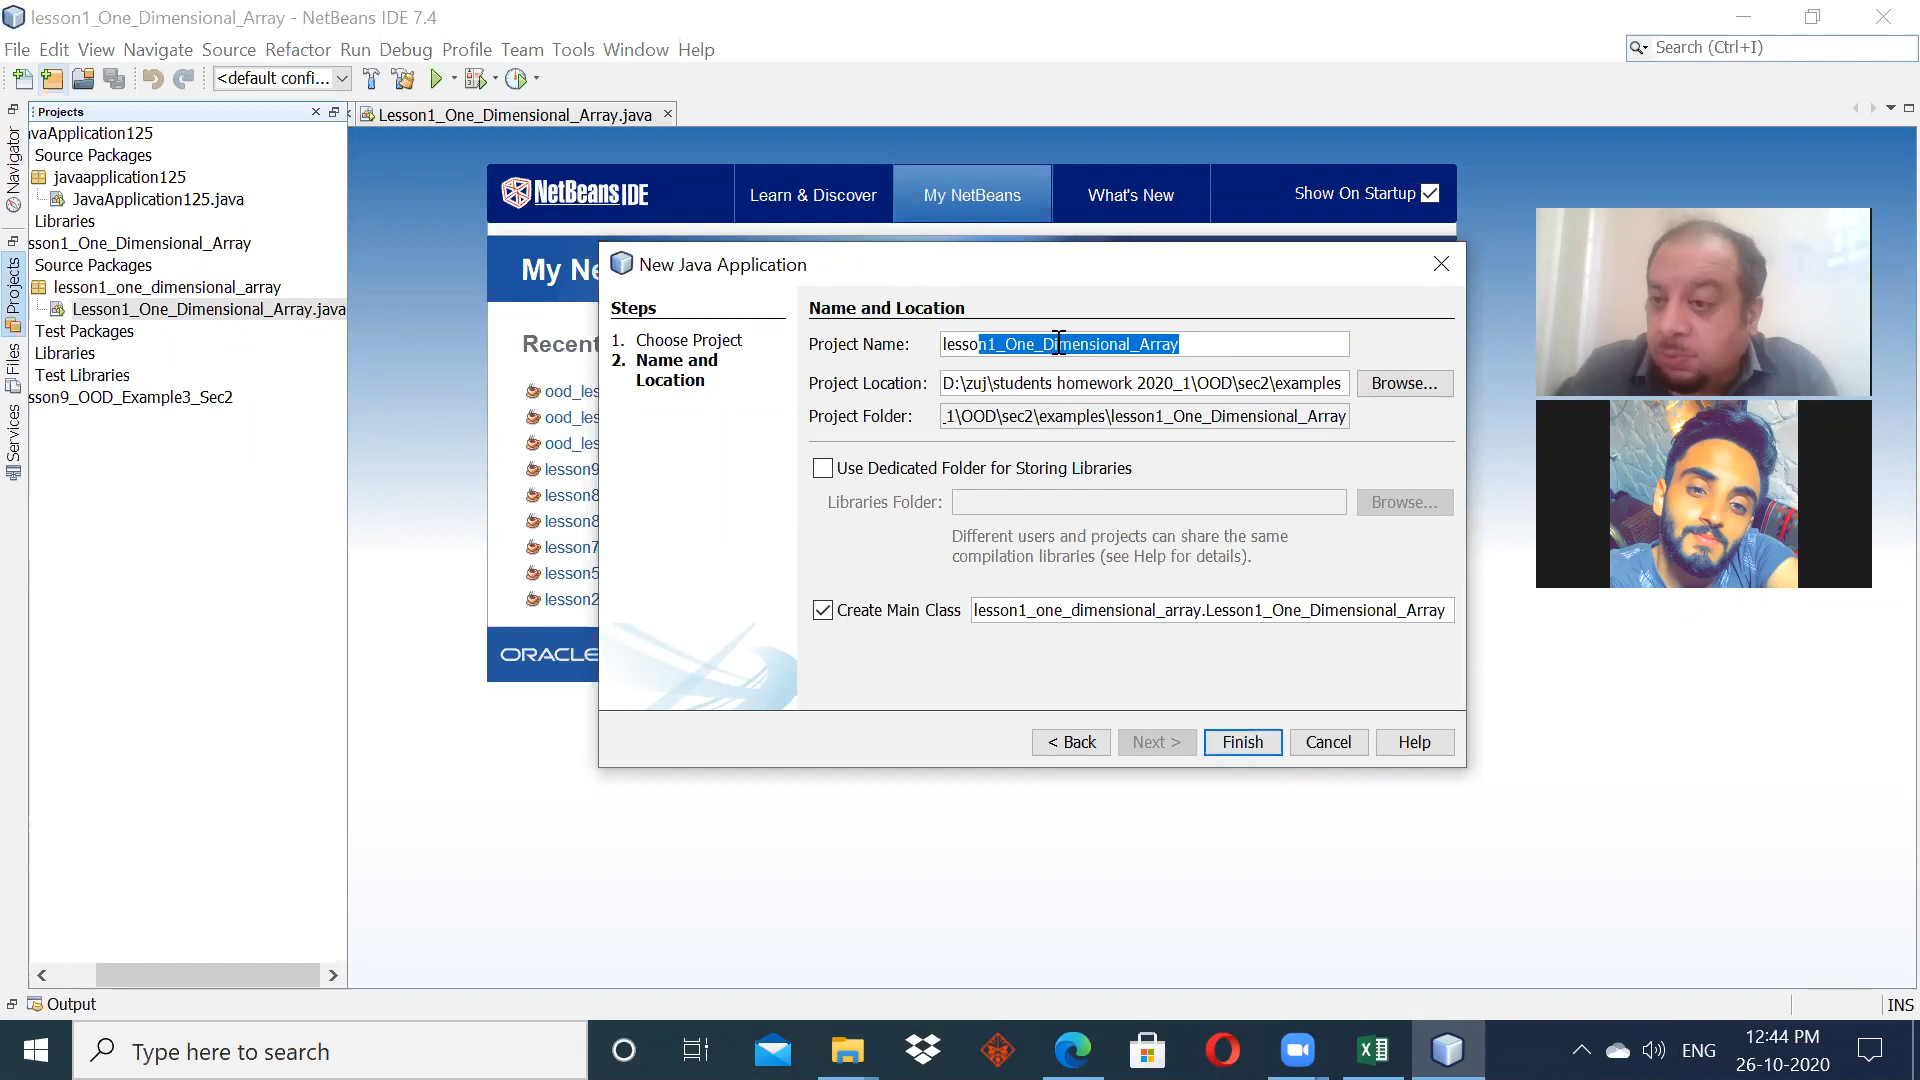 lesson1_One_Dimensional_Array - NetBeans IDE 7.4
File Edit View Navigate Source Refactor Run Debug Profile Team Tools Window Help
Search (Ctrl+I)
<default confi...
Projects
Lesson1_One_Dimensional_Array.java
Navigator
Projects
Files
Services
vaApplication125
Source Packages
javaapplication125
JavaApplication125.java
Libraries
sson1_One_Dimensional_Array
Source Packages
lesson1_one_dimensional_array
Lesson1_One_Dimensional_Array.java
Test Packages
Libraries
Test Libraries
sson9_OOD_Example3_Sec2
NetBeans IDE
Learn & Discover
My NetBeans
What's New
Show On Startup
My Ne
Recent
ood_les
ood_les
ood_les
lesson9
lesson8
lesson8
lesson7
lesson5
lesson2
ORACLE
New Java Application
Steps
1. Choose Project
2. Name and
Location
Name and Location
Project Name: lesson1_One_Dimensional_Array
Project Location: D:\zuj\students homework 2020_1\OOD\sec2\examples Browse...
Project Folder: _1\OOD\sec2\examples\lesson1_One_Dimensional_Array
Use Dedicated Folder for Storing Libraries
Libraries Folder: Browse...
Different users and projects can share the same
compilation libraries (see Help for details).
Create Main Class lesson1_one_dimensional_array.Lesson1_One_Dimensional_Array
< Back Next > Finish Cancel Help
Output
INS
Type here to search
ENG
12:44 PM
26-10-2020